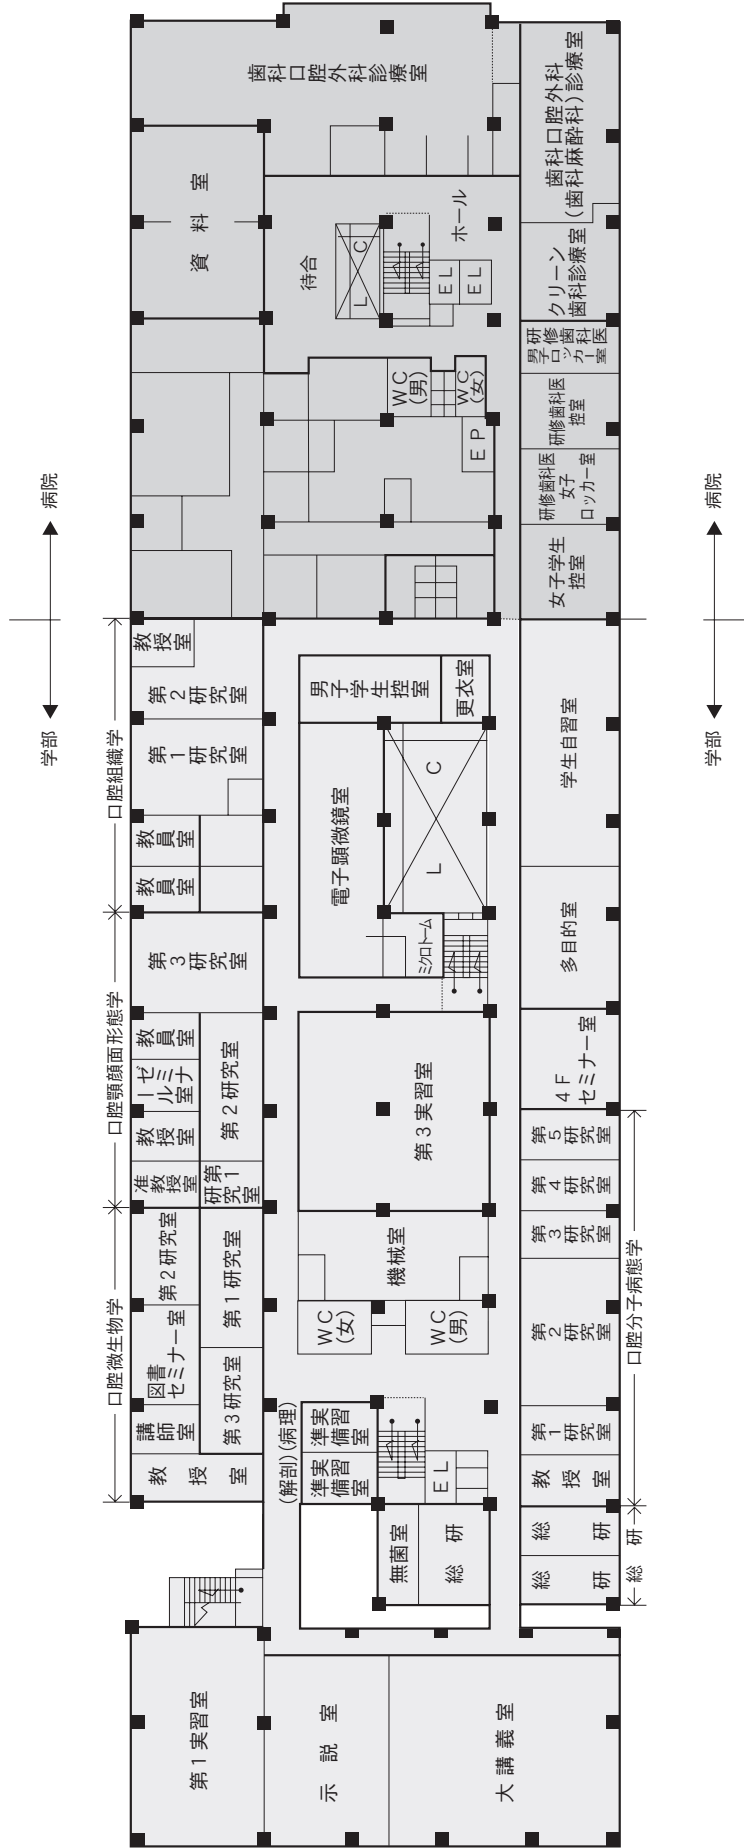 歯科口腔外科診療室
資料室
待合
ホール
LC
EL
EL
WC
(男)
WC
(女)
EP
歯科口腔外科
(歯科麻酔科)診療室
クリーン
歯科診療室
研修歯科医
男子ロッカー室
研修歯科医
控室
研修歯科医
女子
ロッカー室
女子学生
控室
病院
学部
病院
学部
口腔組織学
教授室
第2研究室
第1研究室
教員室
教員室
口腔顎顔面形態学
第3研究室
教員室
ゼミナール室
第2研究室
教授室
准教授室
第1研究室
口腔微生物学
第2研究室
第1研究室
図書
セミナー室
第3研究室
講師室
教授室
男子学生控室
更衣室
電子顕微鏡室
LC
ミクロトーム
第3実習室
機械室
WC
(女)
WC
(男)
(解剖)(病理)
実習
準備室
実習
準備室
EL
無菌室
総研
学生自習室
多目的室
4F
セミナー室
口腔分子病態学
第5研究室
第4研究室
第3研究室
第2研究室
第1研究室
教授室
総研
総研
総研
第1実習室
示説室
大講義室